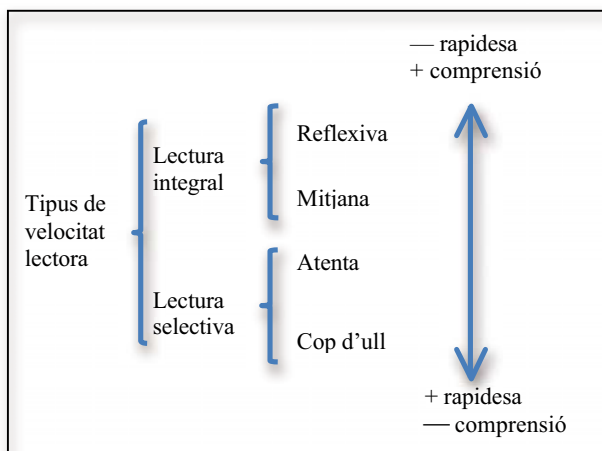 — rapidesa
+ comprensió
Reflexiva
Lectura
integral
Mitjana
Tipus de
velocitat
lectora
Atenta
Lectura
selectiva
Cop d’ull
+ rapidesa
— comprensió